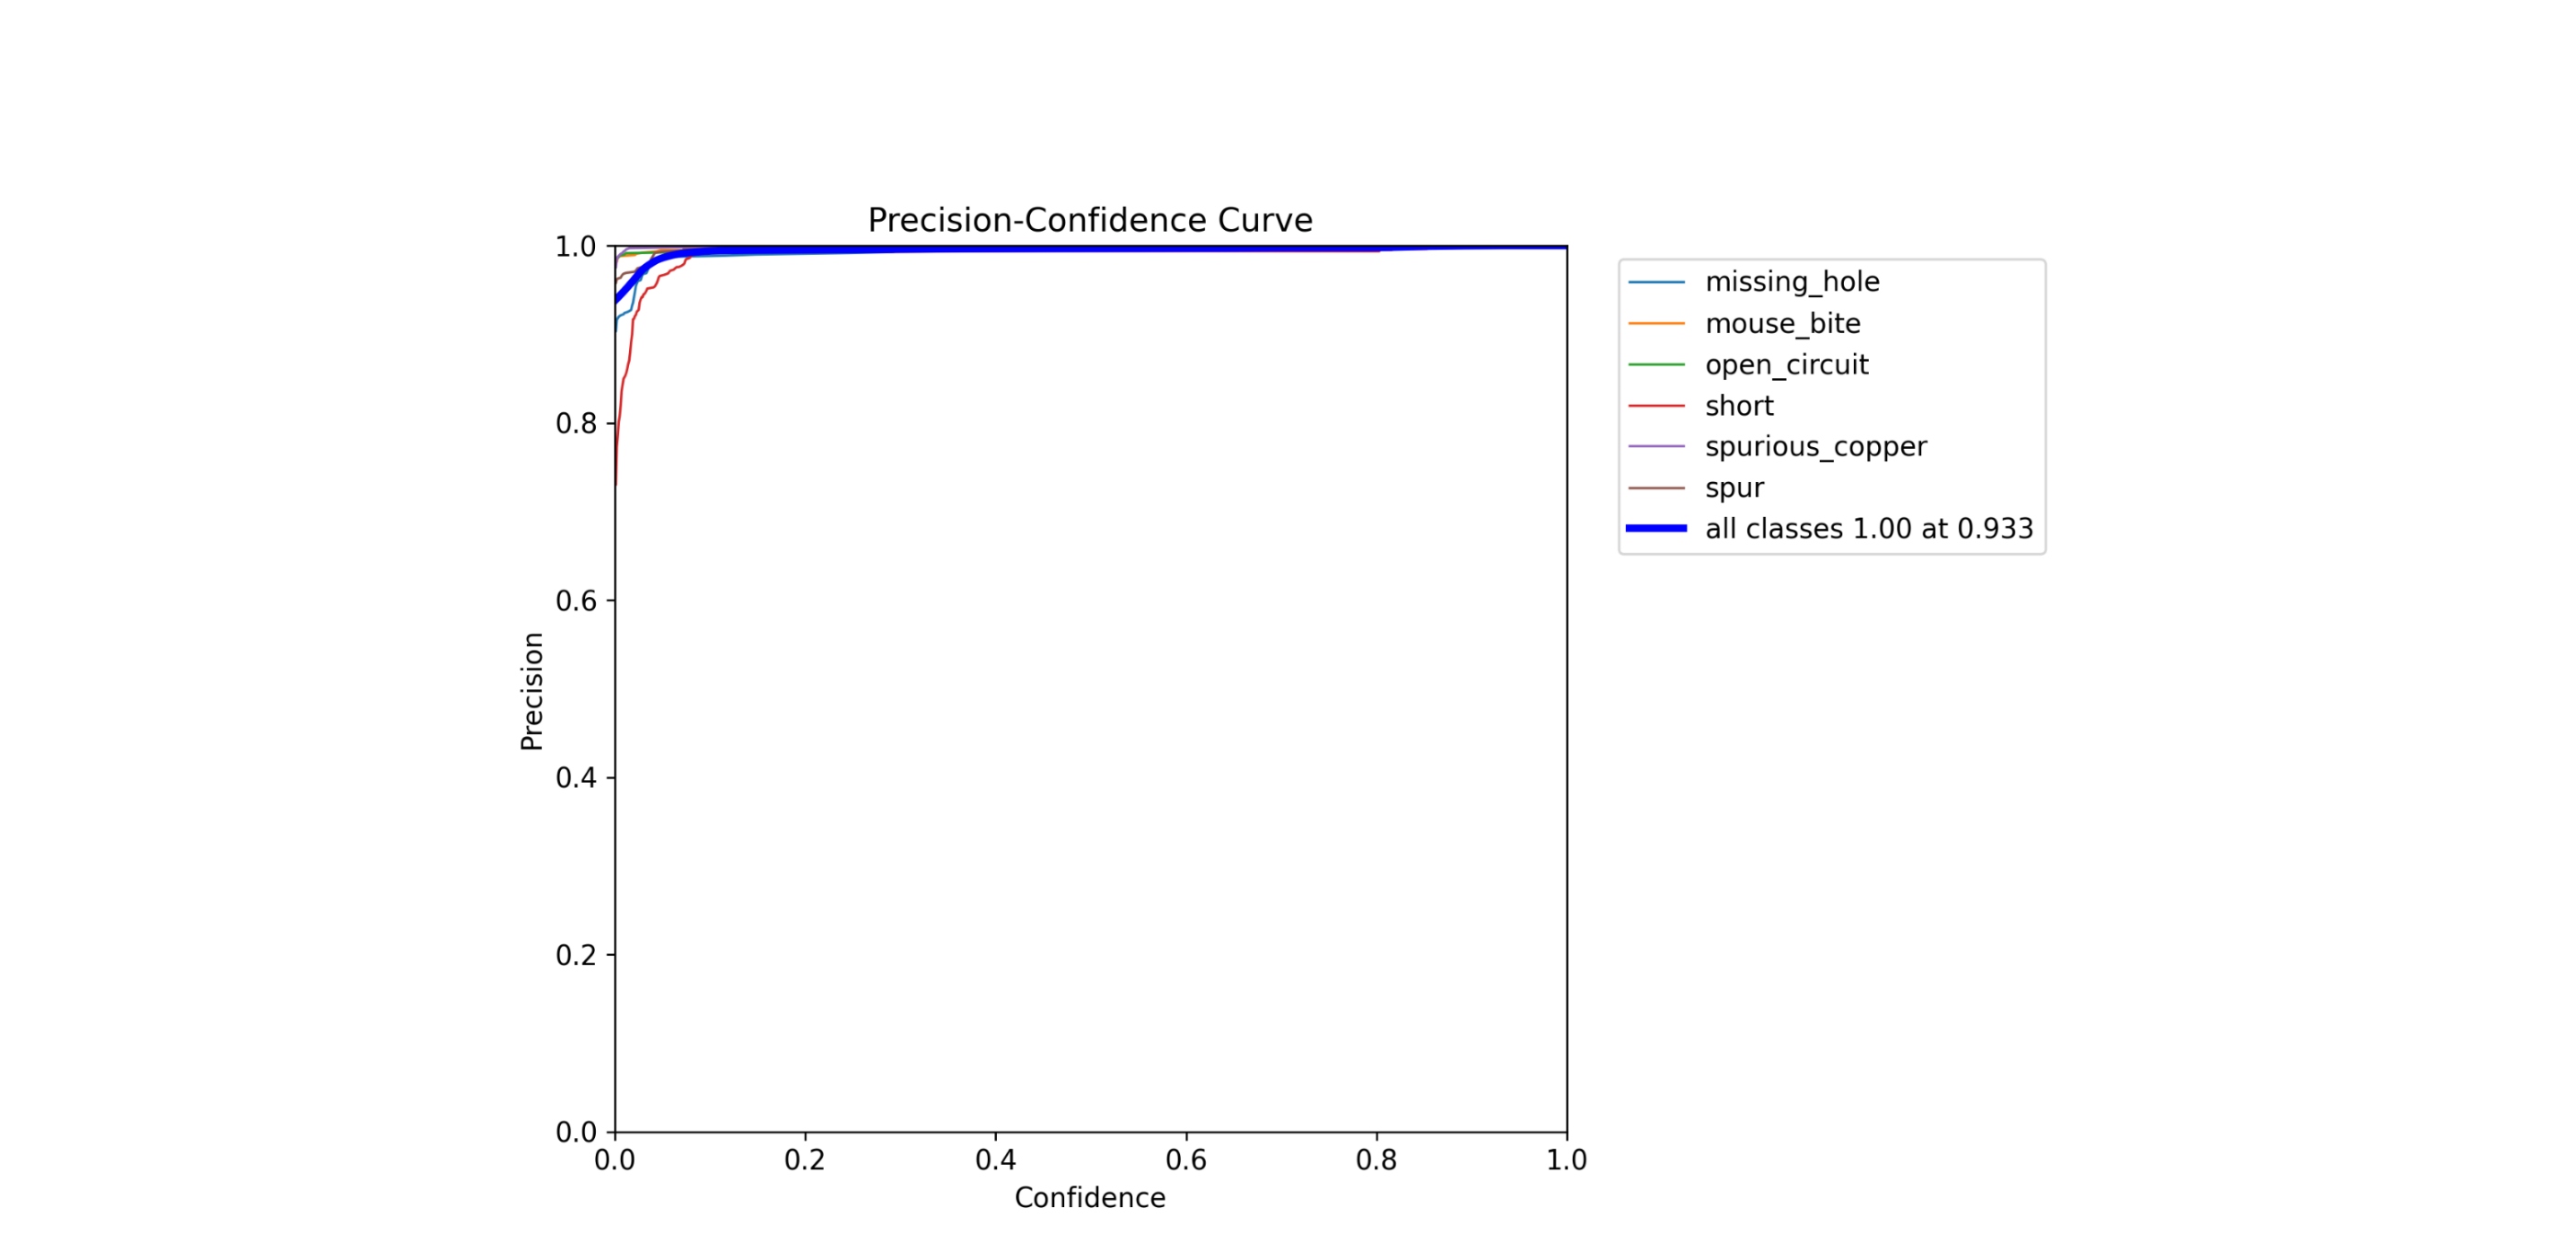 Precision-Confidence Curve
1.0
0.8
0.6
0.4
0.2
0.0
Precision
0.0 0.2 0.4 0.6 0.8 1.0
Confidence
missing_hole
mouse_bite
open_circuit
short
spurious_copper
spur
all classes 1.00 at 0.933